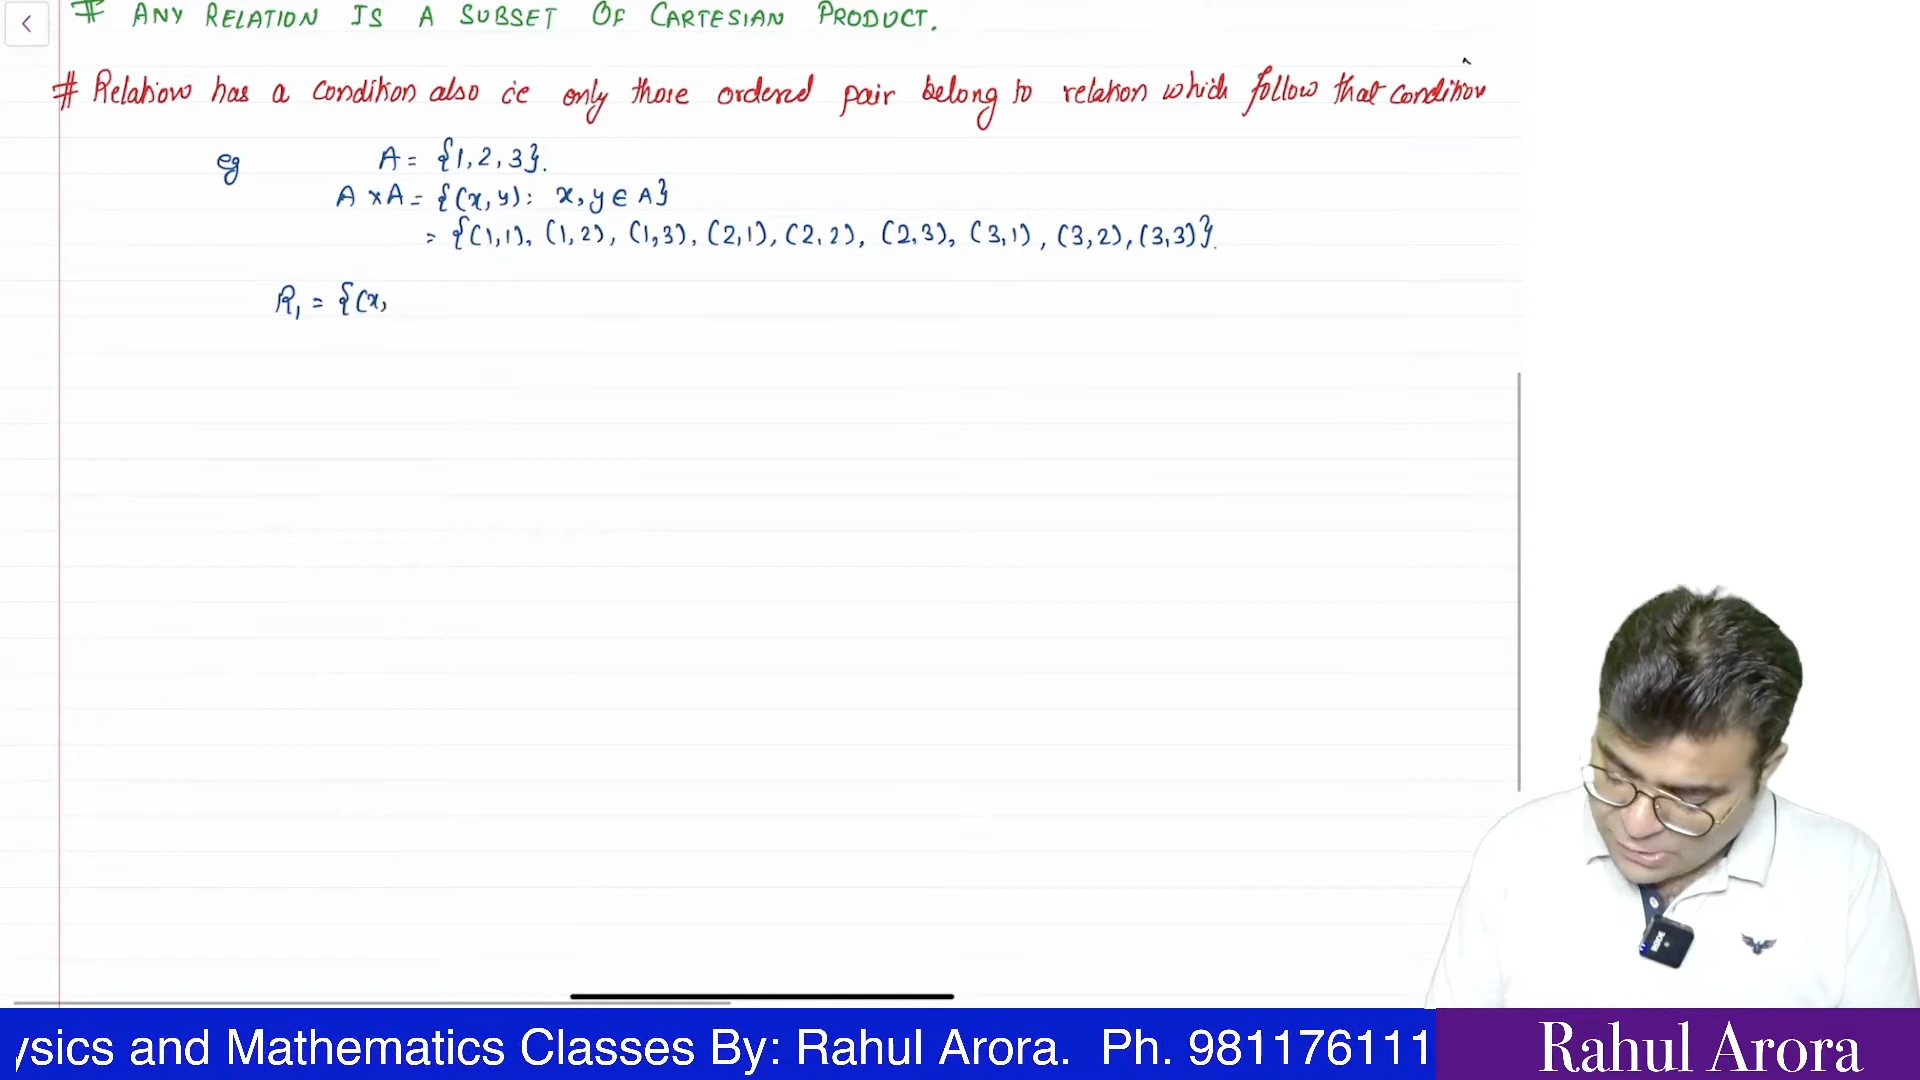 # ANY RELATION IS A SUBSET OF CARTESIAN PRODUCT.
# Relation has a condition also ie only those ordered pair belong to relation which follow that condition
eg A = {1, 2, 3}.
A × A = {(x, y) : x, y ∈ A}
= {(1,1), (1,2), (1,3), (2,1), (2,2), (2,3), (3,1), (3,2), (3,3)}.
R₁ = {(x,
ysics and Mathematics Classes By: Rahul Arora. Ph. 981176111
Rahul Arora